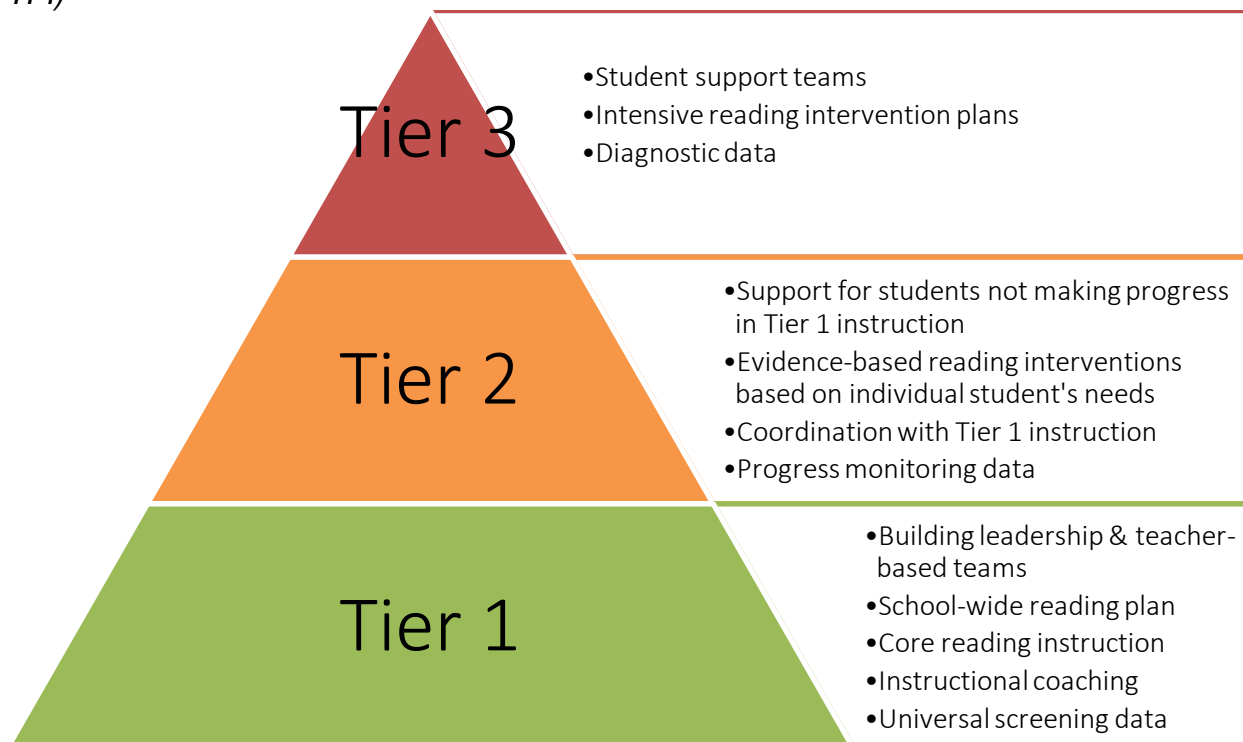 Tier 3
•Student support teams
•Intensive reading intervention plans
•Diagnostic data
Tier 2
•Support for students not making progress
in Tier 1 instruction
•Evidence-based reading interventions
based on individual student's needs
•Coordination with Tier 1 instruction
•Progress monitoring data
Tier 1
•Building leadership & teacher-
based teams
•School-wide reading plan
•Core reading instruction
•Instructional coaching
•Universal screening data